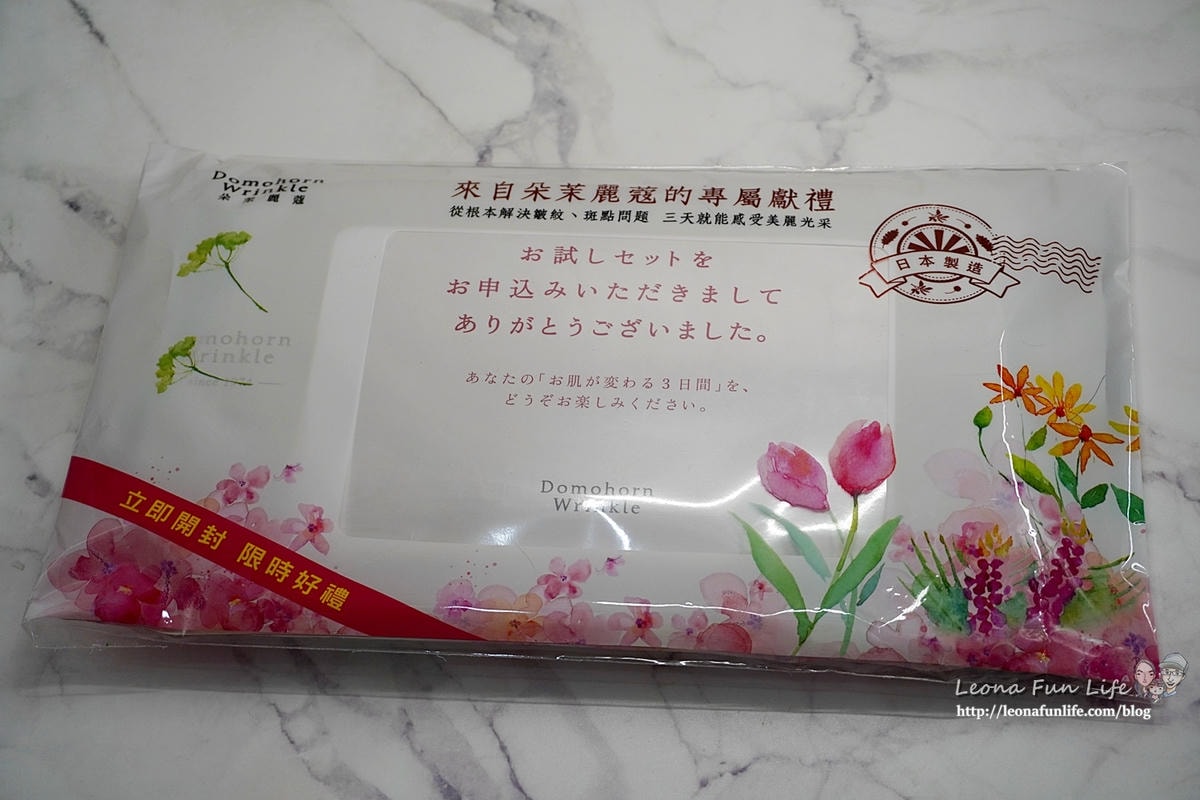 Domohorn
Wrinkle
朵茉麗蔻
來自朵茉麗蔻的專屬獻禮
從根本解決皺紋、斑點問題 三天就能感受美麗光采
日本製造
お試しセットを
お申込みいただきまして
ありがとうございました。
あなたの「お肌が変わる3日間」を、
どうぞお楽しみください。
Domohorn
Wrinkle
mohorn
rinkle
立即開封 限時好禮
Leona Fun Life
http://leonafunlife.com/blog